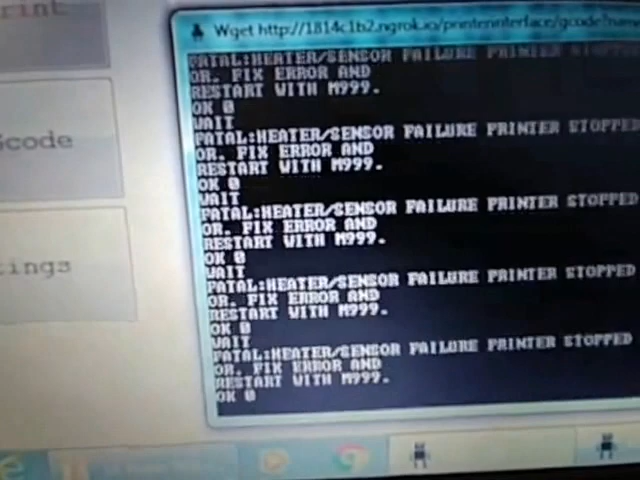 Print
Gcode
tings
Wget http://1814c1b2.ngrok.io/printerinterface/gcode?name
FATAL:HEATER/SENSOR FAILURE PRINTER STOPPED
OR. FIX ERROR AND
RESTART WITH M999.
OK 0
WAIT
FATAL:HEATER/SENSOR FAILURE PRINTER STOPPED
OR. FIX ERROR AND
RESTART WITH M999.
OK 0
WAIT
FATAL:HEATER/SENSOR FAILURE PRINTER STOPPED
OR. FIX ERROR AND
RESTART WITH M999.
OK 0
WAIT
FATAL:HEATER/SENSOR FAILURE PRINTER STOPPED
OR. FIX ERROR AND
RESTART WITH M999.
OK 0
WAIT
FATAL:HEATER/SENSOR FAILURE PRINTER STOPPED
OR. FIX ERROR AND
RESTART WITH M999.
OK 0